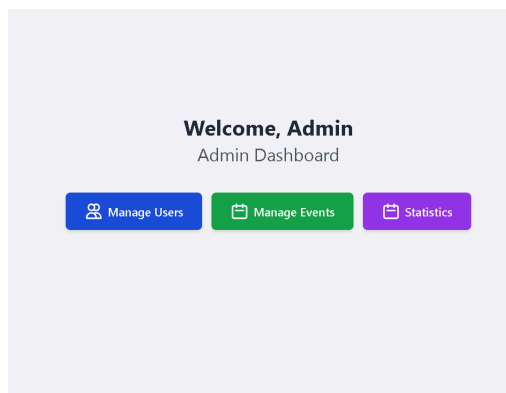 Welcome, Admin
Admin Dashboard
Manage Users
Manage Events
Statistics